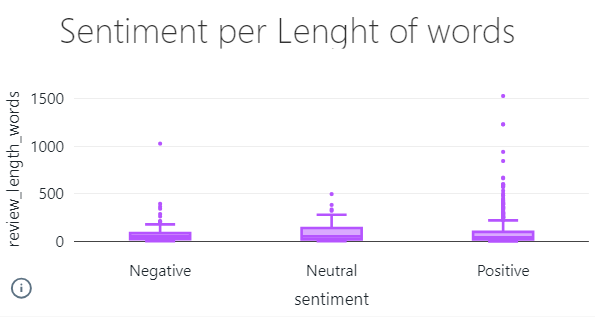 Sentiment per Lenght of words
review_length_words
1500
1000
500
0
Negative
Neutral
Positive
sentiment
i